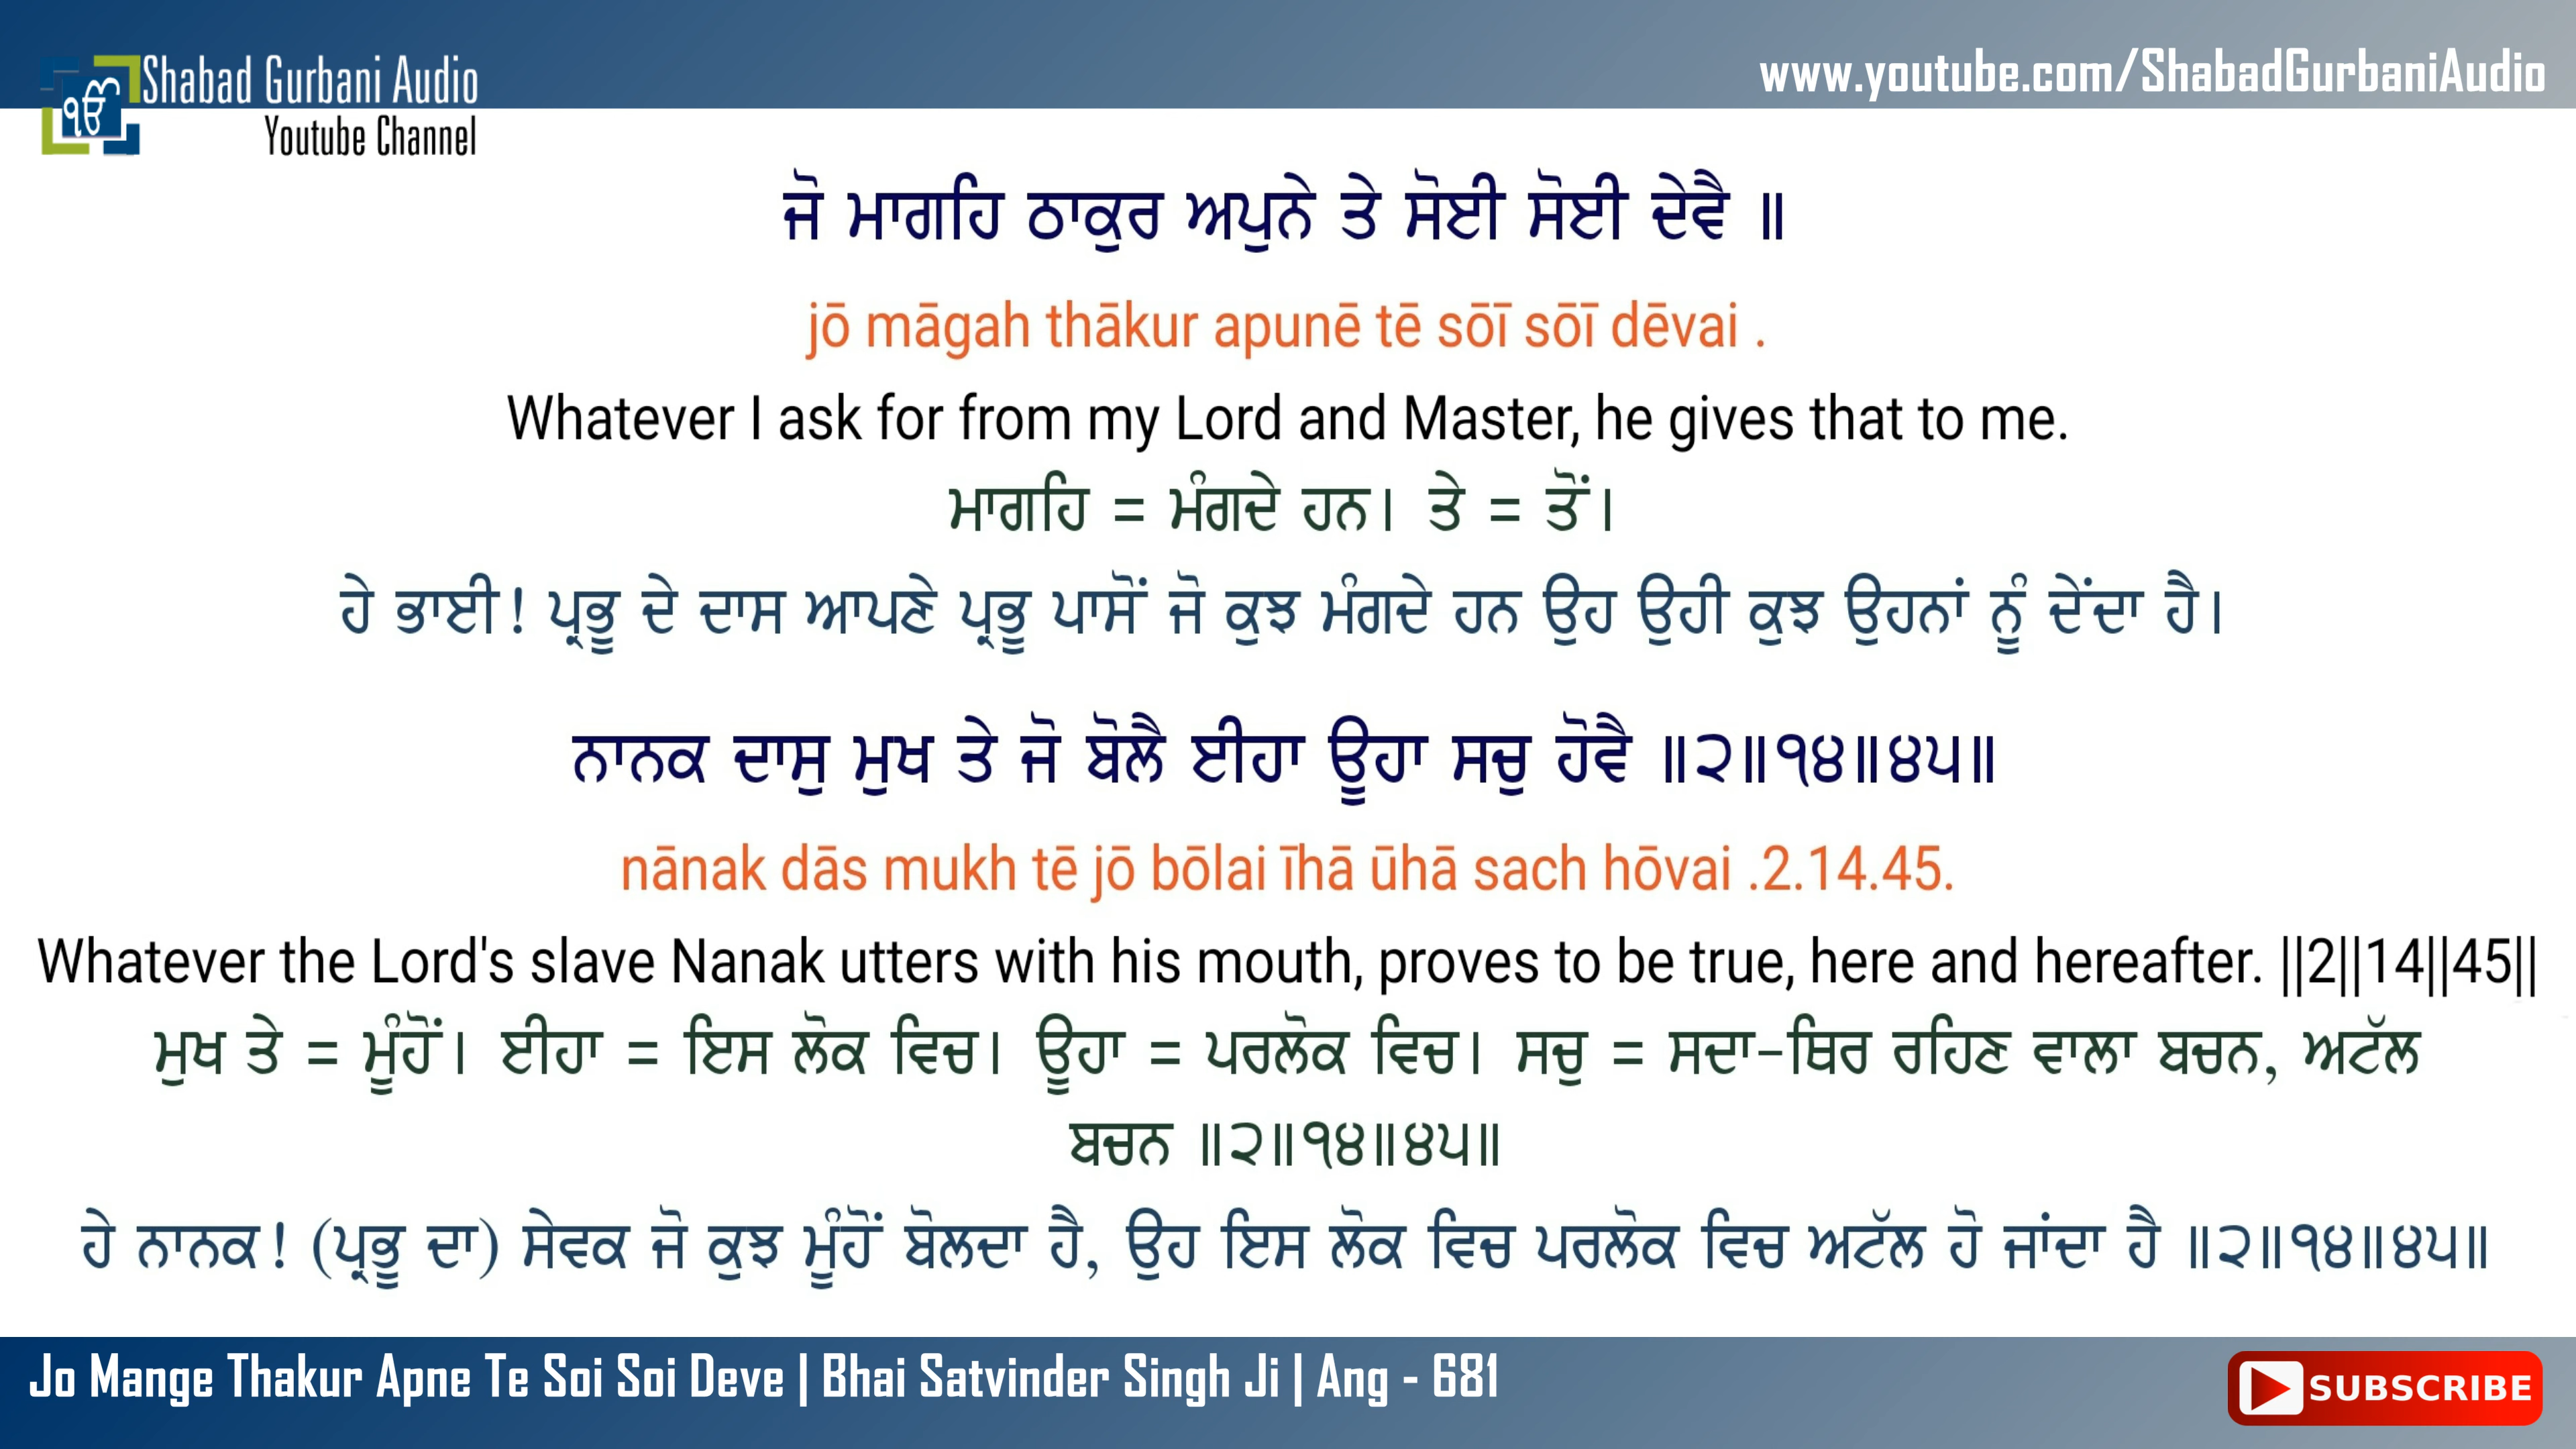 Shabad Gurbani Audio
Youtube Channel
ੴ
www.youtube.com/ShabadGurbaniAudio
ਜੋ ਮਾਗਹਿ ਠਾਕੁਰ ਅਪੁਨੇ ਤੇ ਸੋਈ ਸੋਈ ਦੇਵੈ ॥
jō māgah thākur apunē tē sōī sōī dēvai .
Whatever I ask for from my Lord and Master, he gives that to me.
ਮਾਗਹਿ = ਮੰਗਦੇ ਹਨ। ਤੇ = ਤੋਂ।
ਹੇ ਭਾਈ! ਪ੍ਰਭੂ ਦੇ ਦਾਸ ਆਪਣੇ ਪ੍ਰਭੂ ਪਾਸੋਂ ਜੋ ਕੁਝ ਮੰਗਦੇ ਹਨ ਉਹ ਉਹੀ ਕੁਝ ਉਹਨਾਂ ਨੂੰ ਦੇਂਦਾ ਹੈ।
ਨਾਨਕ ਦਾਸੁ ਮੁਖ ਤੇ ਜੋ ਬੋਲੈ ਈਹਾ ਊਹਾ ਸਚੁ ਹੋਵੈ ॥੨॥੧੪॥੪੫॥
nānak dās mukh tē jō bōlai īhā ūhā sach hōvai .2.14.45.
Whatever the Lord's slave Nanak utters with his mouth, proves to be true, here and hereafter. ||2||14||45||
ਮੁਖ ਤੇ = ਮੂੰਹੋਂ। ਈਹਾ = ਇਸ ਲੋਕ ਵਿਚ। ਊਹਾ = ਪਰਲੋਕ ਵਿਚ। ਸਚੁ = ਸਦਾ-ਥਿਰ ਰਹਿਣ ਵਾਲਾ ਬਚਨ, ਅਟੱਲ
ਬਚਨ ॥੨॥੧੪॥੪੫॥
ਹੇ ਨਾਨਕ! (ਪ੍ਰਭੂ ਦਾ) ਸੇਵਕ ਜੋ ਕੁਝ ਮੂੰਹੋਂ ਬੋਲਦਾ ਹੈ, ਉਹ ਇਸ ਲੋਕ ਵਿਚ ਪਰਲੋਕ ਵਿਚ ਅਟੱਲ ਹੋ ਜਾਂਦਾ ਹੈ ॥੨॥੧੪॥੪੫॥
Jo Mange Thakur Apne Te Soi Soi Deve | Bhai Satvinder Singh Ji | Ang - 681
SUBSCRIBE